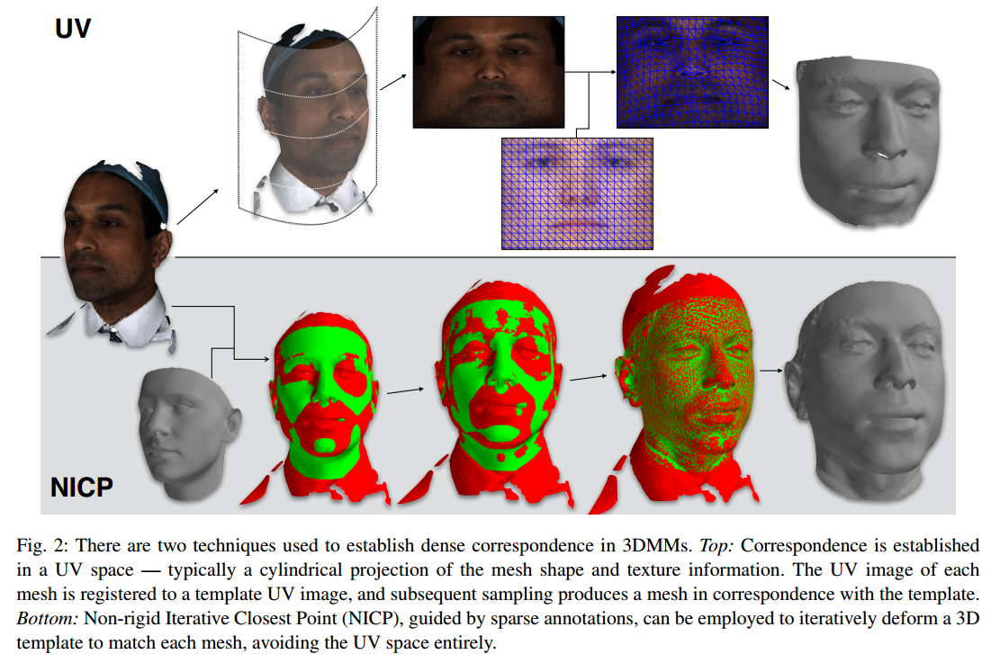 UV
NICP
Fig. 2: There are two techniques used to establish dense correspondence in 3DMMs. Top: Correspondence is established
in a UV space — typically a cylindrical projection of the mesh shape and texture information. The UV image of each
mesh is registered to a template UV image, and subsequent sampling produces a mesh in correspondence with the template.
Bottom: Non-rigid Iterative Closest Point (NICP), guided by sparse annotations, can be employed to iteratively deform a 3D
template to match each mesh, avoiding the UV space entirely.